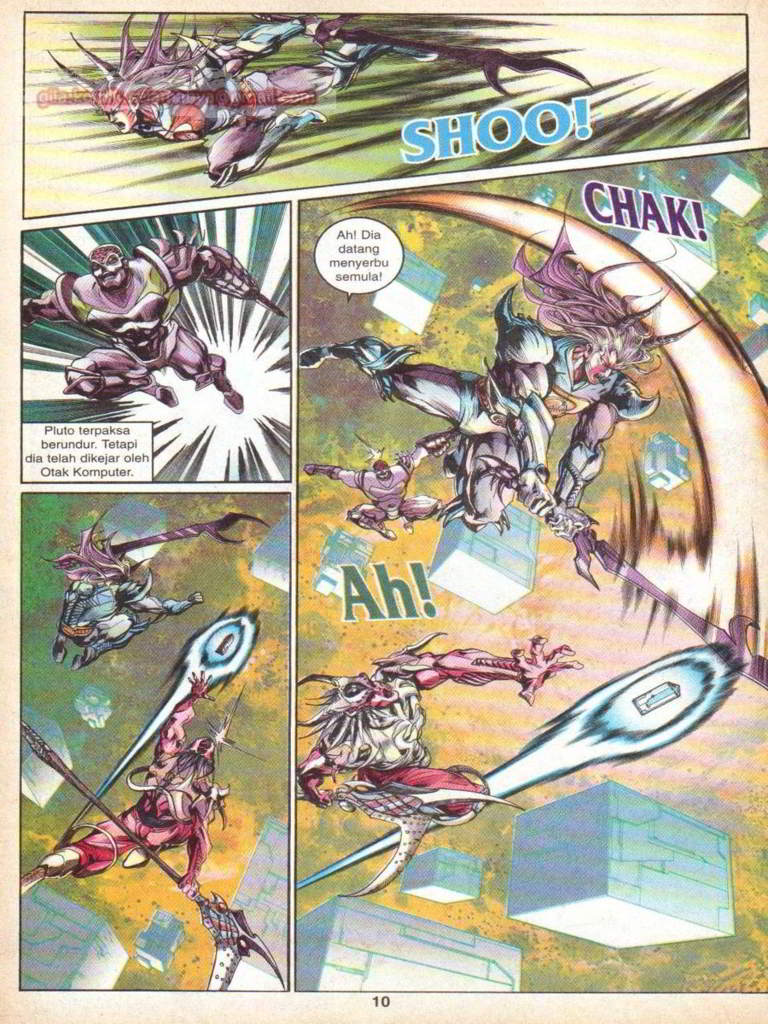 SHOO!
CHAK!
Pluto terpaksa
berundur. Tetapi
dia telah dikejar oleh
Otak Komputer.
Ah! Dia
datang
menyerbu
semula!
Ah!
10